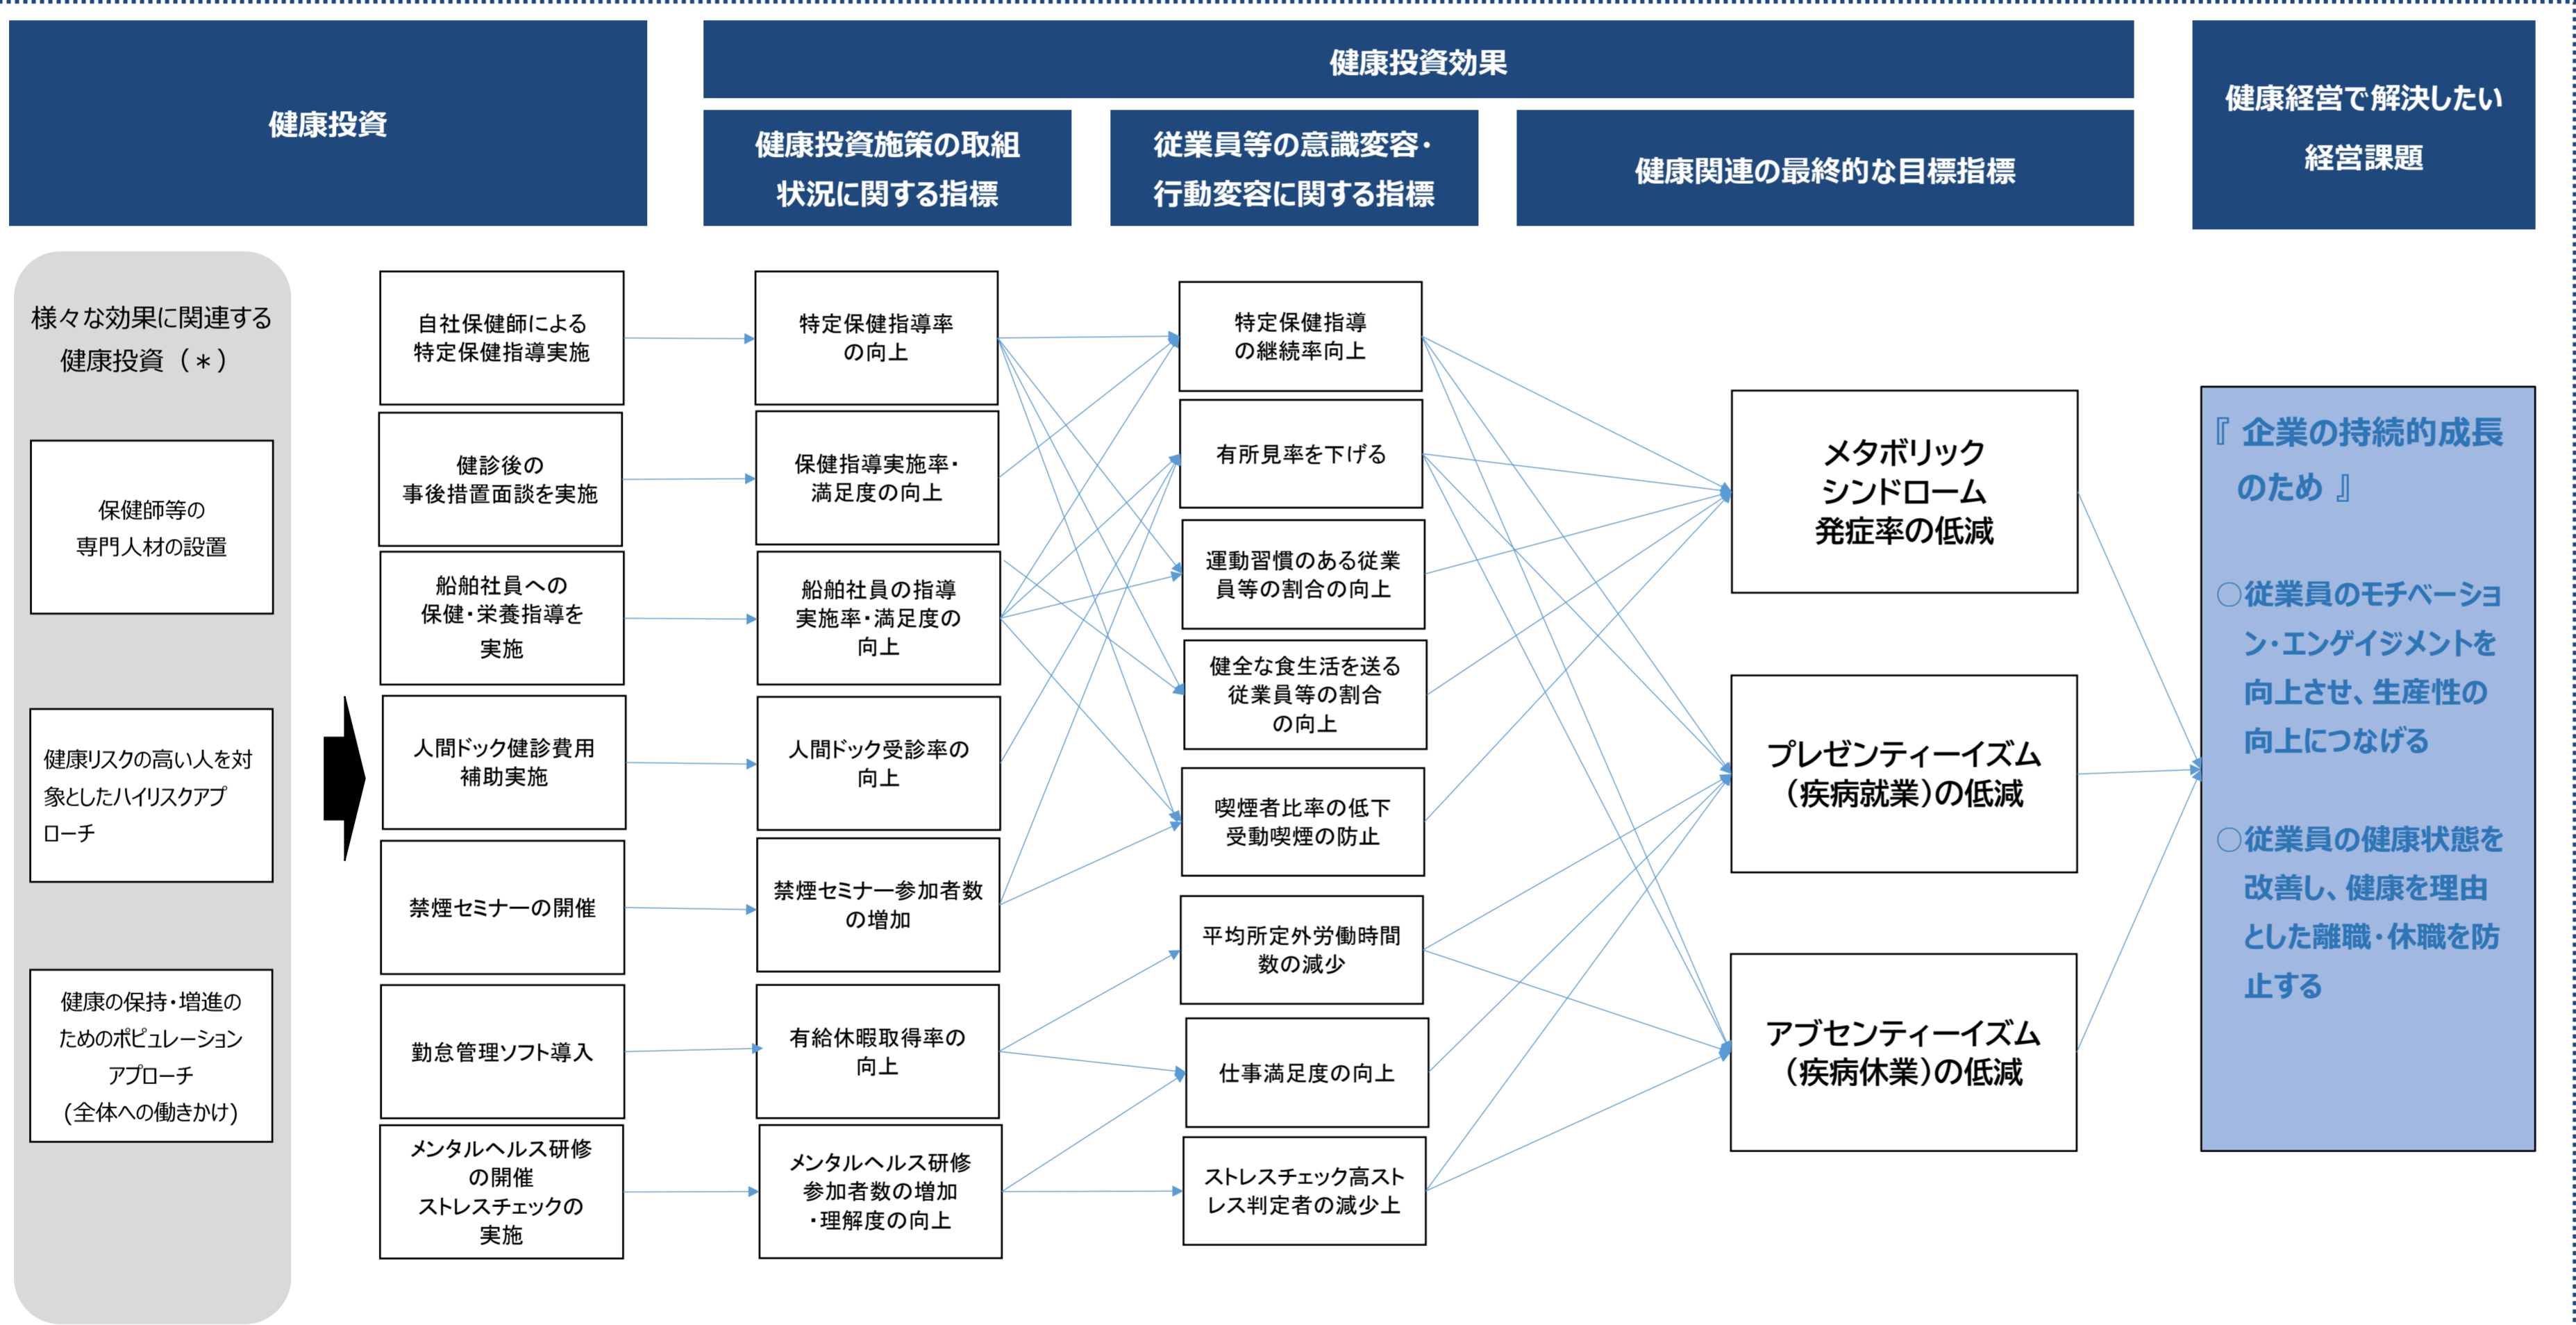 健康投資
健康投資効果
健康投資施策の取組
状況に関する指標
従業員等の意識変容・
行動変容に関する指標
健康関連の最終的な目標指標
健康経営で解決したい
経営課題
様々な効果に関連する
健康投資（＊）
保健師等の
専門人材の設置
健康リスクの高い人を対
象としたハイリスクアプ
ローチ
健康の保持・増進の
ためのポピュレーション
アプローチ
(全体への働きかけ)
自社保健師による
特定保健指導実施
健診後の
事後措置面談を実施
船舶社員への
保健・栄養指導を
実施
人間ドック健診費用
補助実施
禁煙セミナーの開催
勤怠管理ソフト導入
メンタルヘルス研修
の開催
ストレスチェックの
実施
特定保健指導率
の向上
保健指導実施率・
満足度の向上
船舶社員の指導
実施率・満足度の
向上
人間ドック受診率の
向上
禁煙セミナー参加者数
の増加
有給休暇取得率の
向上
メンタルヘルス研修
参加者数の増加
・理解度の向上
特定保健指導
の継続率向上
有所見率を下げる
運動習慣のある従業
員等の割合の向上
健全な食生活を送る
従業員等の割合
の向上
喫煙者比率の低下
受動喫煙の防止
平均所定外労働時間
数の減少
仕事満足度の向上
ストレスチェック高スト
レス判定者の減少上
メタボリック
シンドローム
発症率の低減
プレゼンティーイズム
（疾病就業）の低減
アブセンティーイズム
（疾病休業）の低減
『 企業の持続的成長
のため 』
○従業員のモチベーショ
ン・エンゲイジメントを
向上させ、生産性の
向上につなげる
○従業員の健康状態を
改善し、健康を理由
とした離職・休職を防
止する